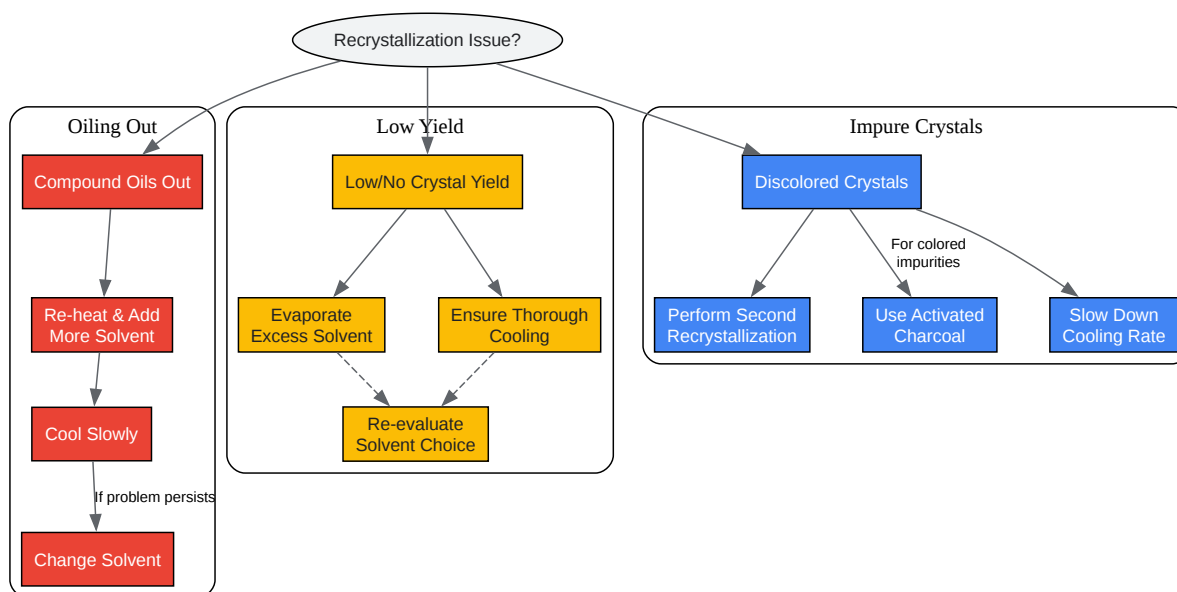 Recrystallization Issue?
Oiling Out
Compound Oils Out
Re-heat & Add
More Solvent
Cool Slowly
If problem persists
Change Solvent
Low Yield
Low/No Crystal Yield
Evaporate
Excess Solvent
Ensure Thorough
Cooling
Re-evaluate
Solvent Choice
Impure Crystals
Discolored Crystals
For colored
impurities
Perform Second
Recrystallization
Use Activated
Charcoal
Slow Down
Cooling Rate